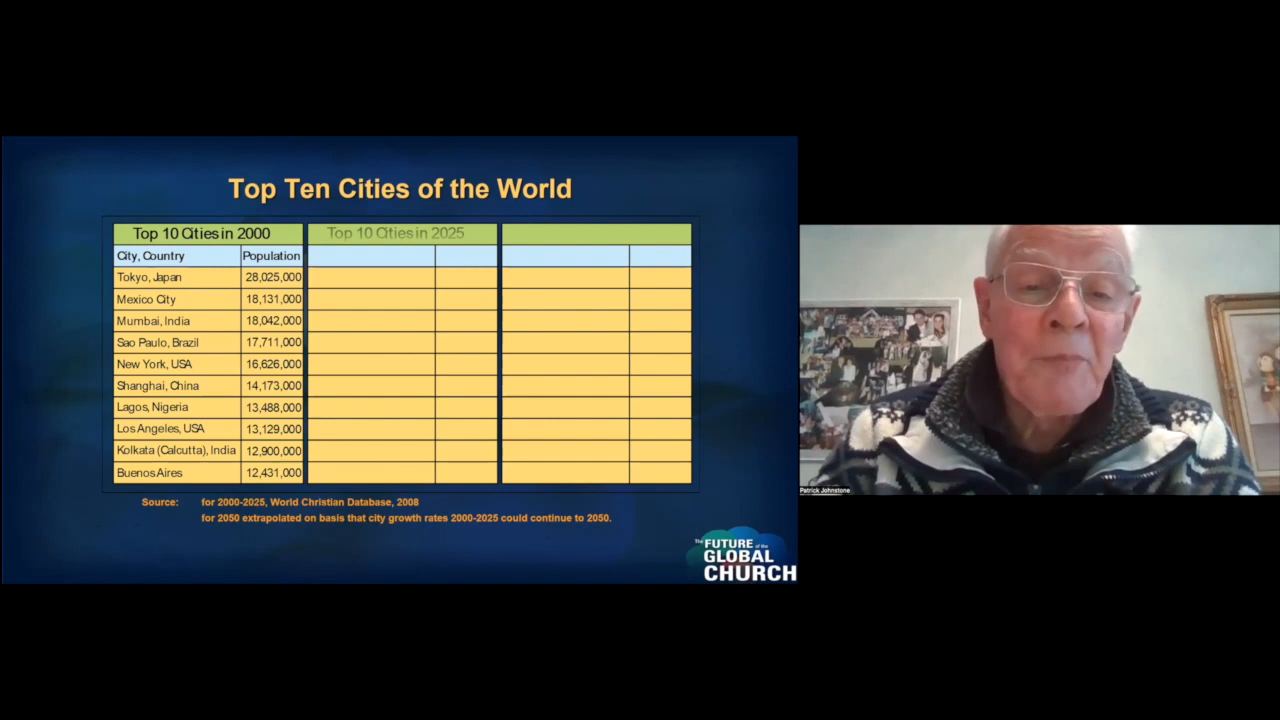 Top Ten Cities of the World
Top 10 Cities in 2000 Top 10 Cities in 2025
City, Country Population
Tokyo, Japan 28,025,000
Mexico City 18,131,000
Mumbai, India 18,042,000
Sao Paulo, Brazil 17,711,000
New York, USA 16,626,000
Shanghai, China 14,173,000
Lagos, Nigeria 13,488,000
Los Angeles, USA 13,129,000
Kolkata (Calcutta), India 12,900,000
Buenos Aires 12,431,000
Source: for 2000-2025, World Christian Database, 2008
for 2050 extrapolated on basis that city growth rates 2000-2025 could continue to 2050.
The FUTURE of the
GLOBAL
CHURCH
Patrick Johnstone